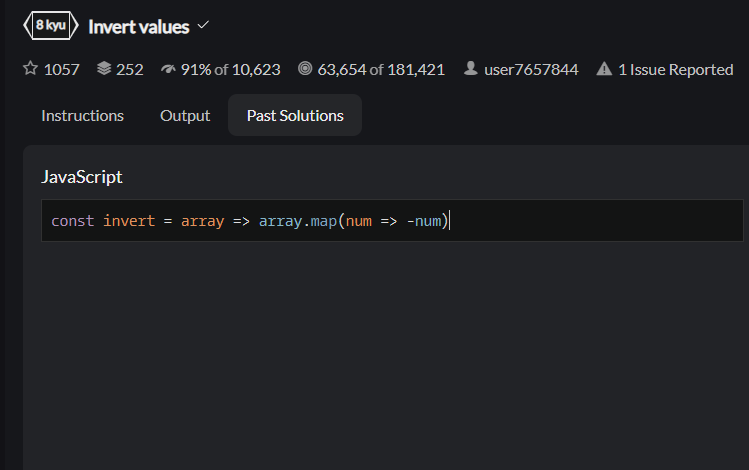 8 kyu Invert values
1057 252 91% of 10,623 63,654 of 181,421 user7657844 1 Issue Reported
Instructions Output Past Solutions
JavaScript
const invert = array => array.map(num => -num)